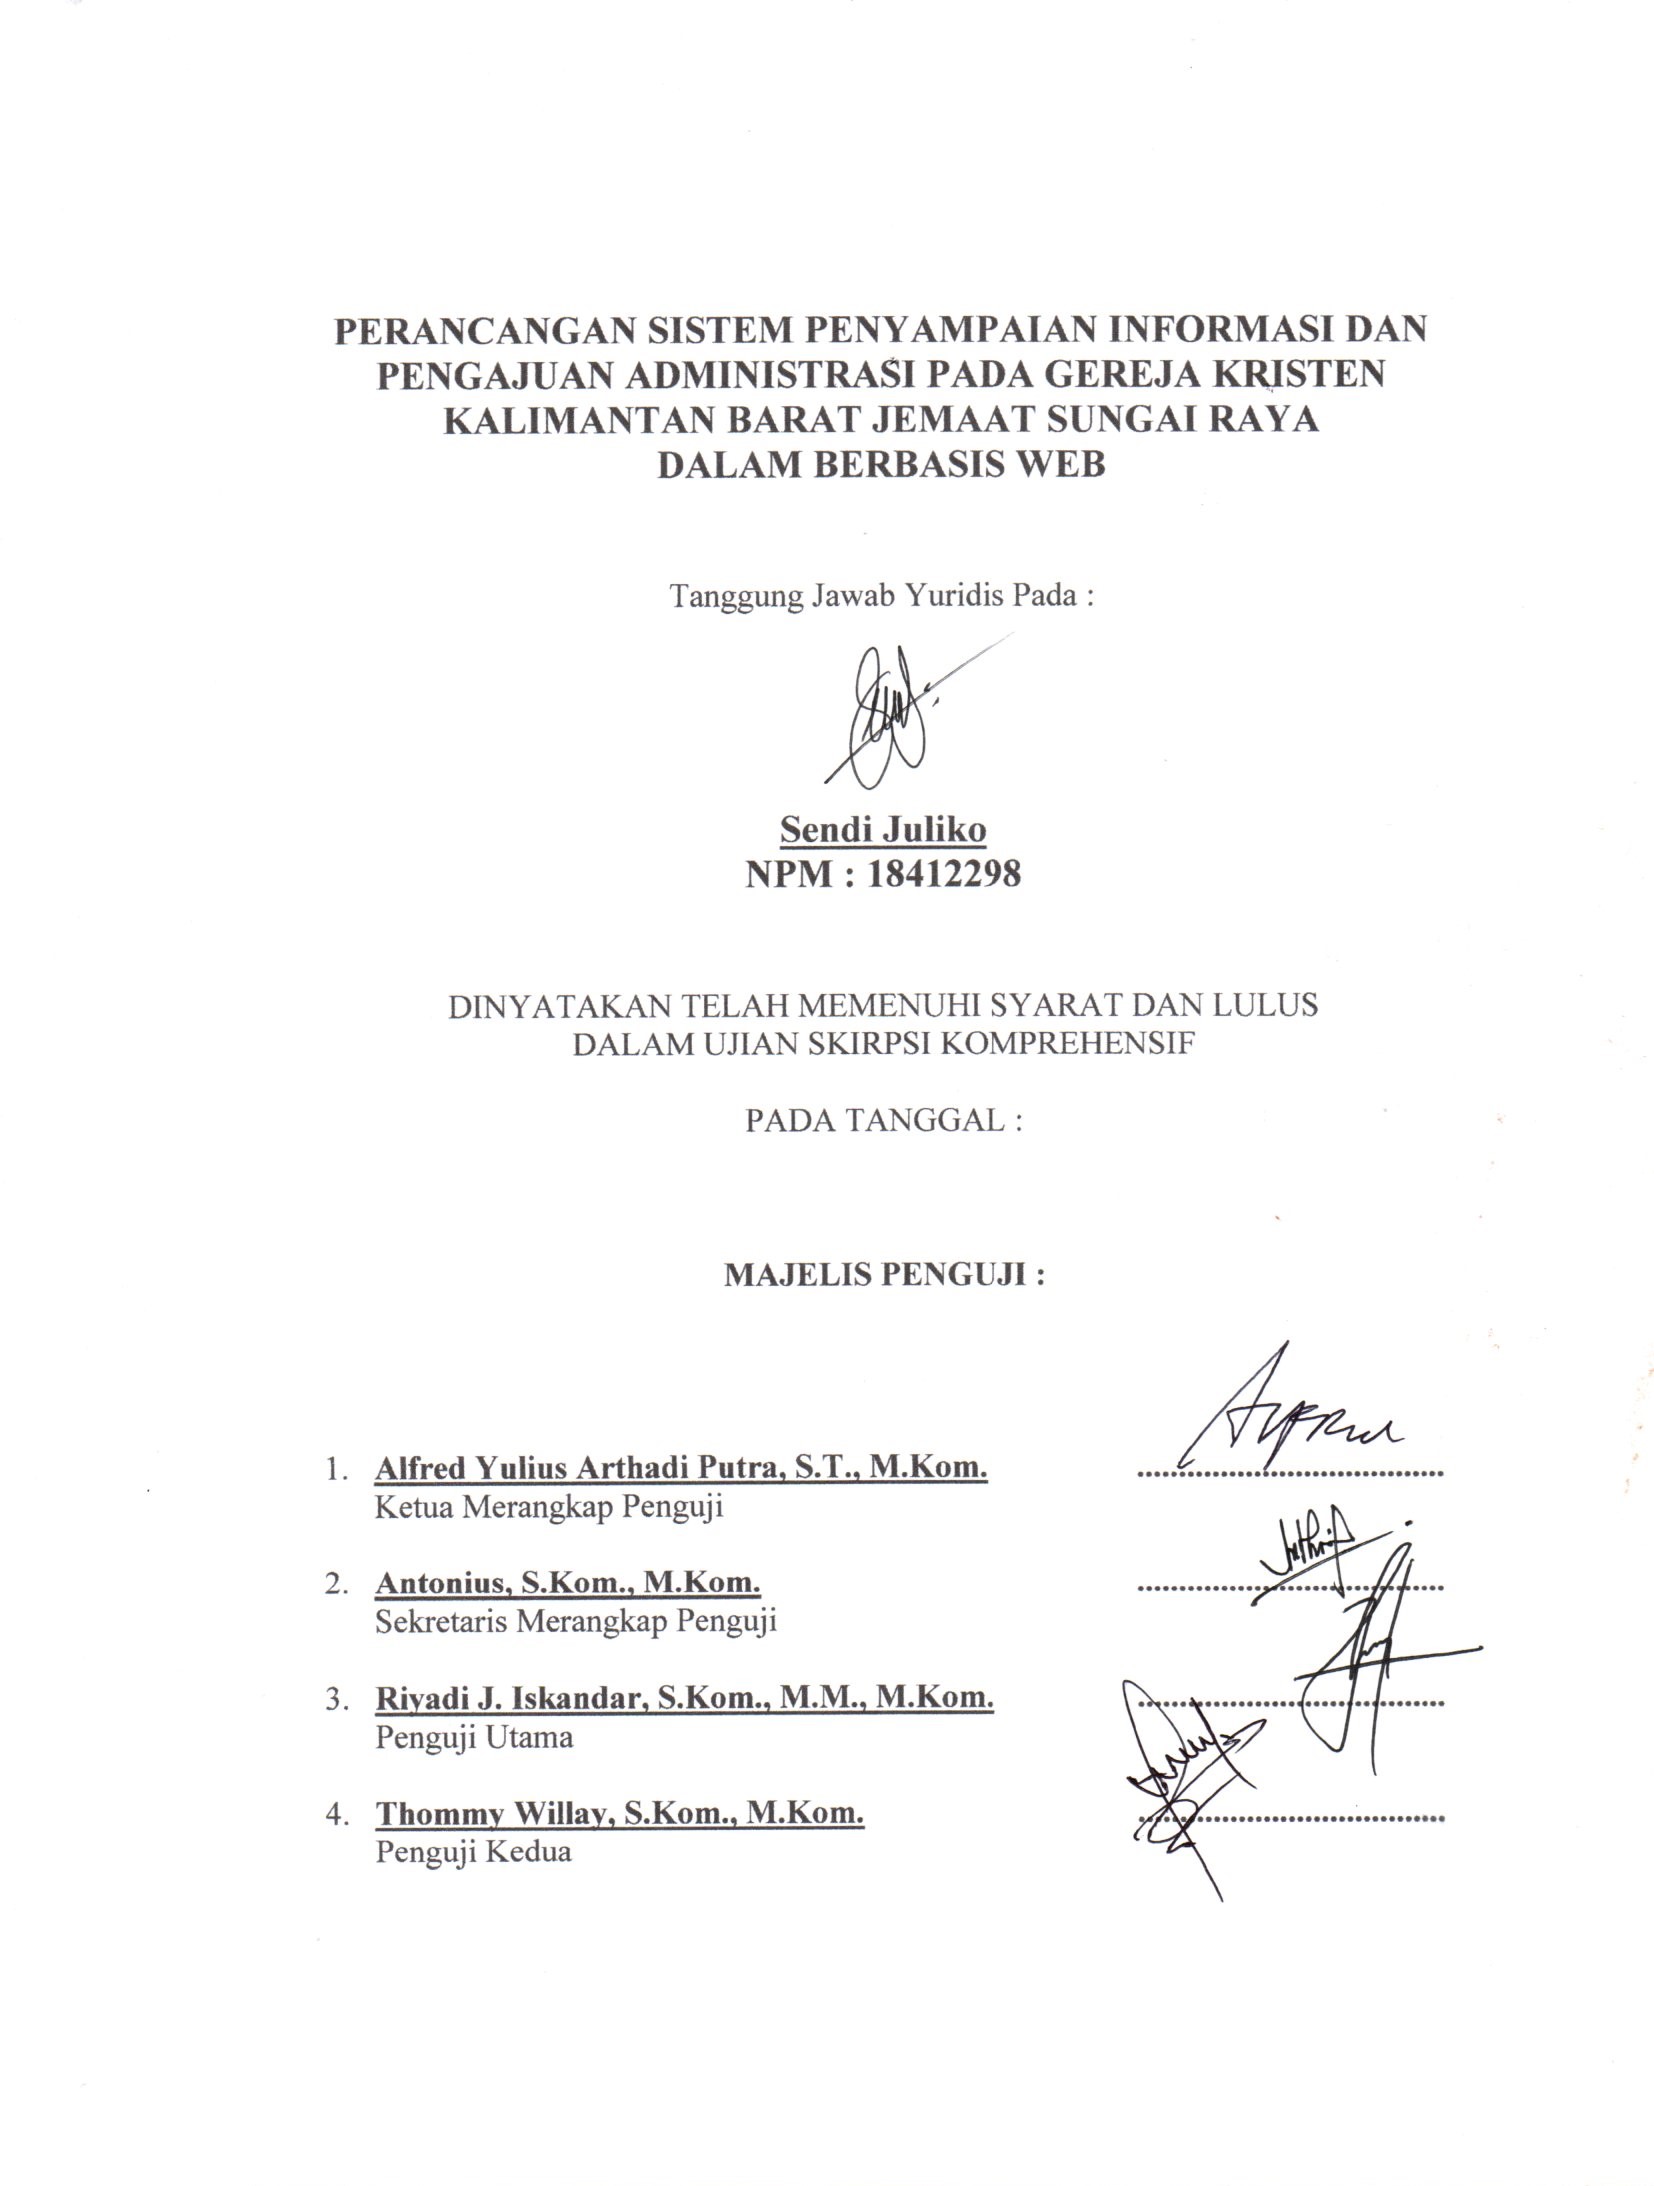 PERANCANGAN SISTEM PENYAMPAIAN INFORMASI DAN
PENGAJUAN ADMINISTRASI PADA GEREJA KRISTEN
KALIMANTAN BARAT JEMAAT SUNGAI RAYA
DALAM BERBASIS WEB
Tanggung Jawab Yuridis Pada :
Sendi Juliko
NPM : 18412298
DINYATAKAN TELAH MEMENUHI SYARAT DAN LULUS
DALAM UJIAN SKIRPSI KOMPREHENSIF
PADA TANGGAL :
MAJELIS PENGUJI :
1. Alfred Yulius Arthadi Putra, S.T., M.Kom. ....................................
Ketua Merangkap Penguji
2. Antonius, S.Kom., M.Kom. ....................................
Sekretaris Merangkap Penguji
3. Riyadi J. Iskandar, S.Kom., M.M., M.Kom. ....................................
Penguji Utama
4. Thommy Willay, S.Kom., M.Kom. ....................................
Penguji Kedua